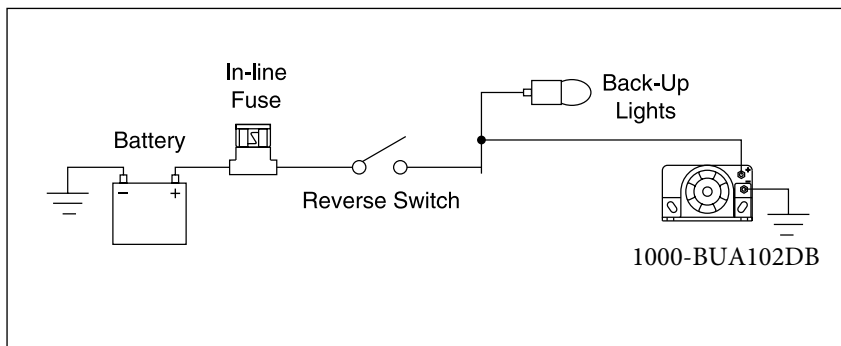 In-line
Fuse
Back-Up
Lights
Battery
− +
Reverse Switch
+
−
1000-BUA102DB